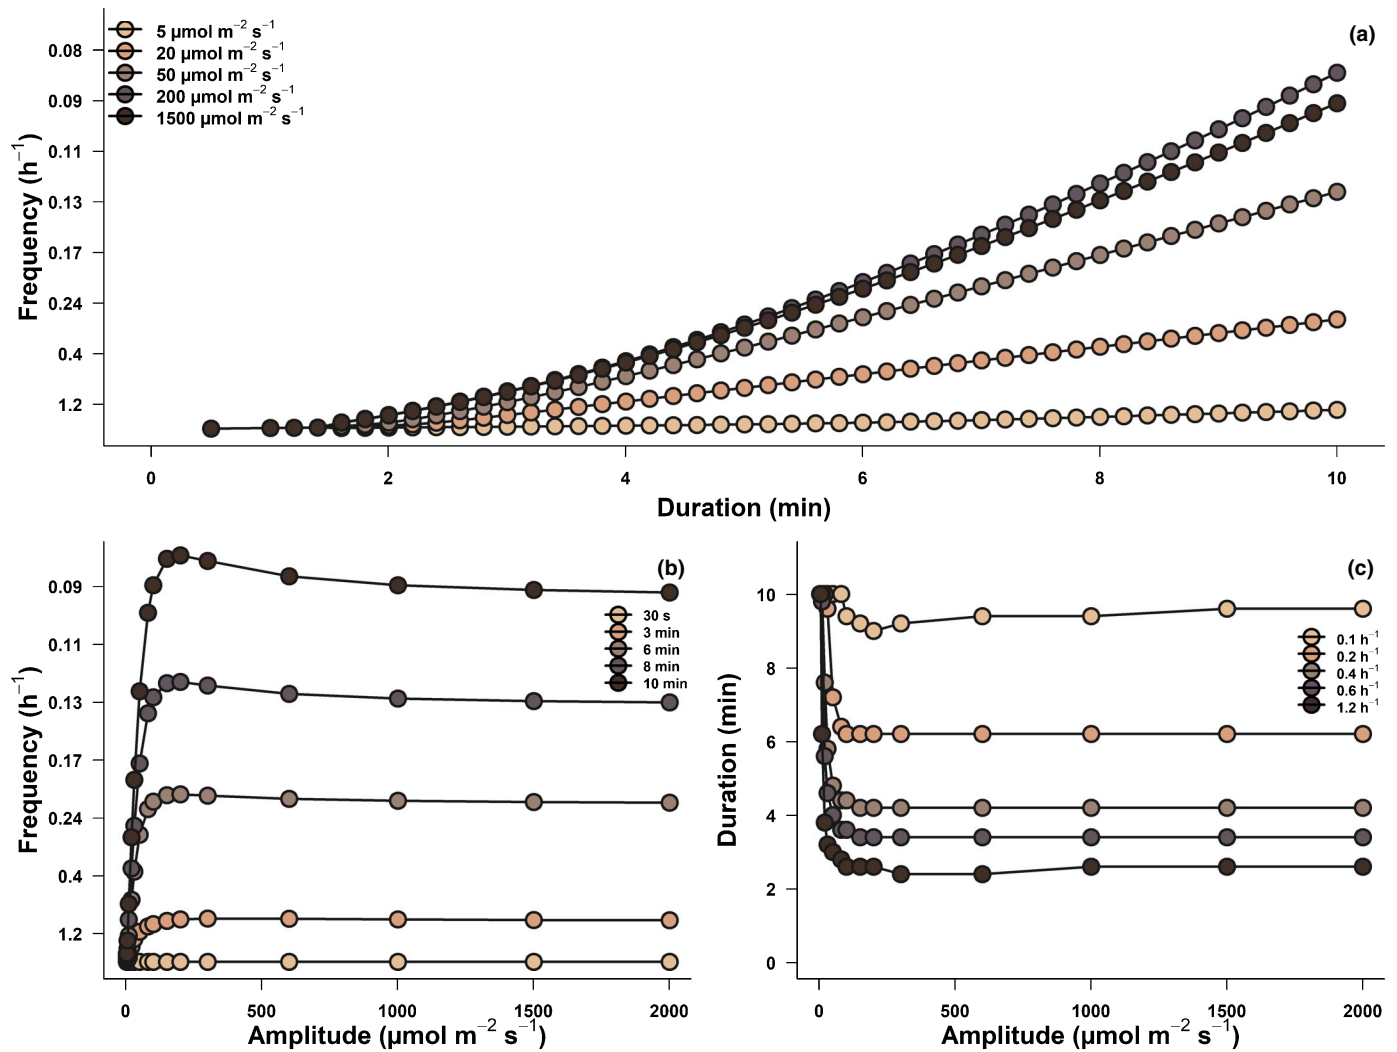 (a)
5 µmol m⁻² s⁻¹
20 µmol m⁻² s⁻¹
50 µmol m⁻² s⁻¹
200 µmol m⁻² s⁻¹
1500 µmol m⁻² s⁻¹
Frequency (h⁻¹)
0.08
0.09
0.11
0.13
0.17
0.24
0.4
1.2
0 2 4 6 8 10
Duration (min)
(b)
30 s
3 min
6 min
8 min
10 min
Frequency (h⁻¹)
0.09
0.11
0.13
0.17
0.24
0.4
1.2
0 500 1000 1500 2000
Amplitude (µmol m⁻² s⁻¹)
(c)
0.1 h⁻¹
0.2 h⁻¹
0.4 h⁻¹
0.6 h⁻¹
1.2 h⁻¹
Duration (min)
10
8
6
4
2
0
0 500 1000 1500 2000
Amplitude (µmol m⁻² s⁻¹)